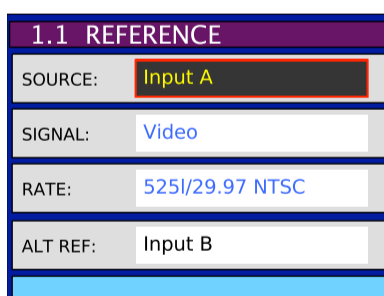 1.1 REFERENCE
SOURCE: Input A
SIGNAL: Video
RATE: 525I/29.97 NTSC
ALT REF: Input B